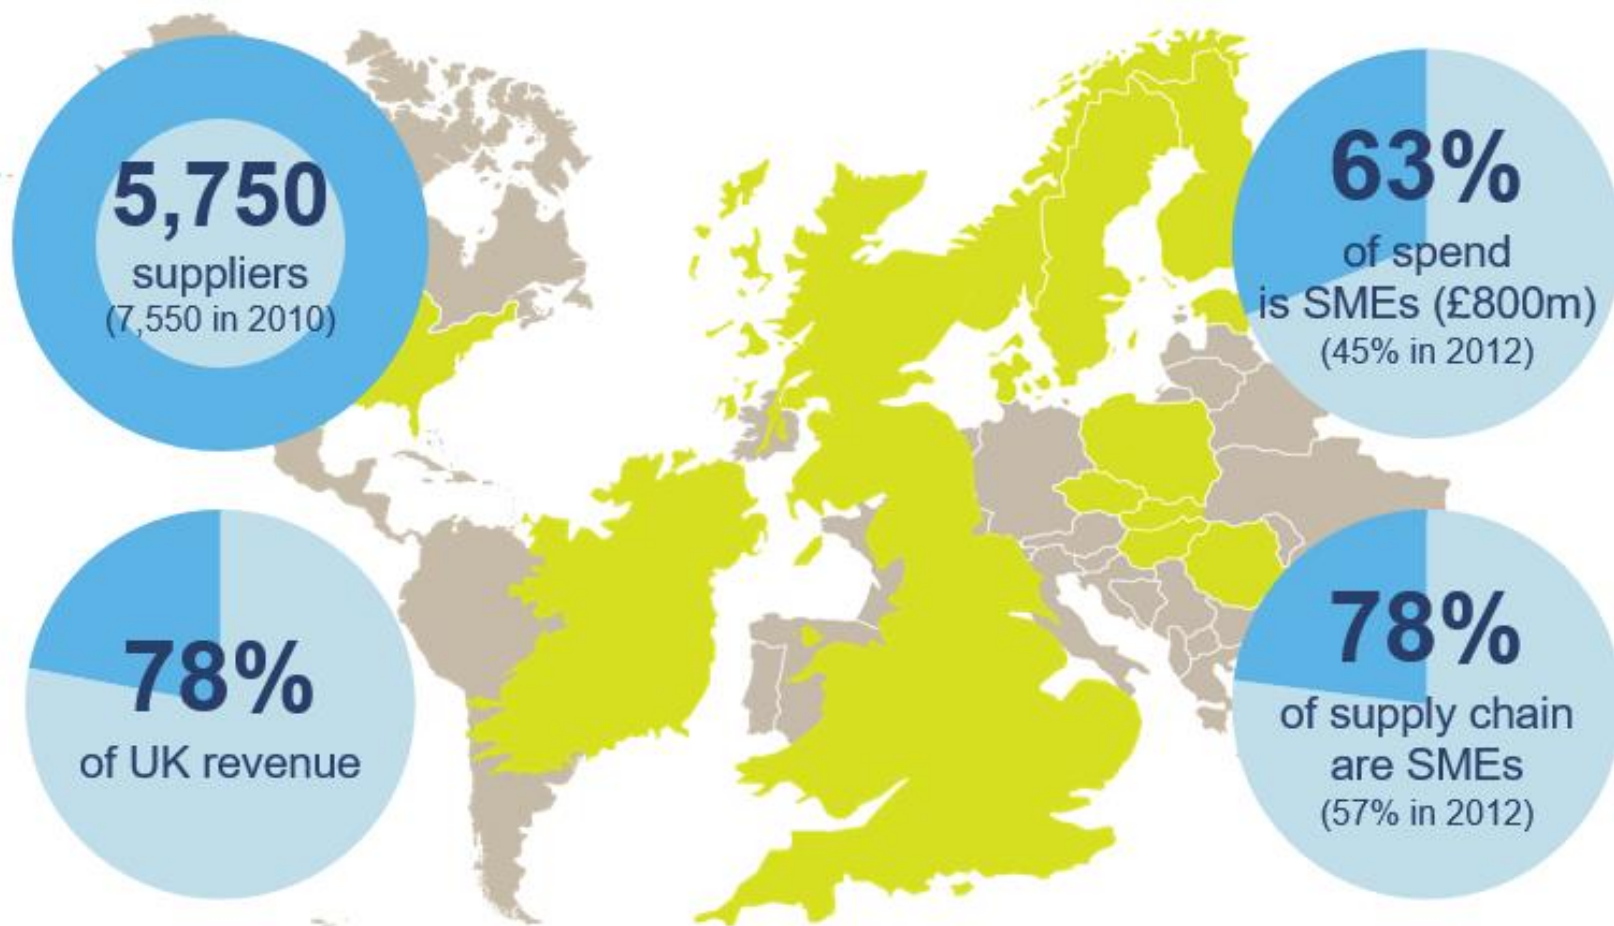 5,750
suppliers
(7,550 in 2010)
63%
of spend
is SMEs (£800m)
(45% in 2012)
78%
of UK revenue
78%
of supply chain
are SMEs
(57% in 2012)